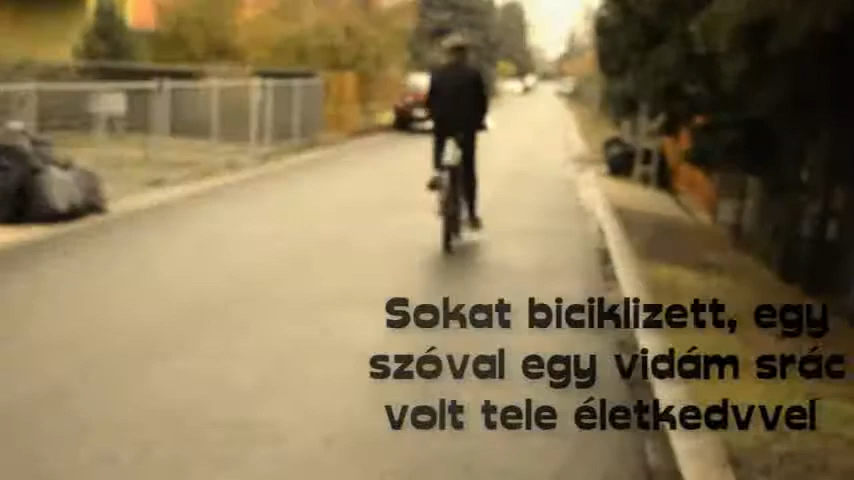 Sokat biciklizett, egy
szóval egy vidám srác
volt tele életkedvvel